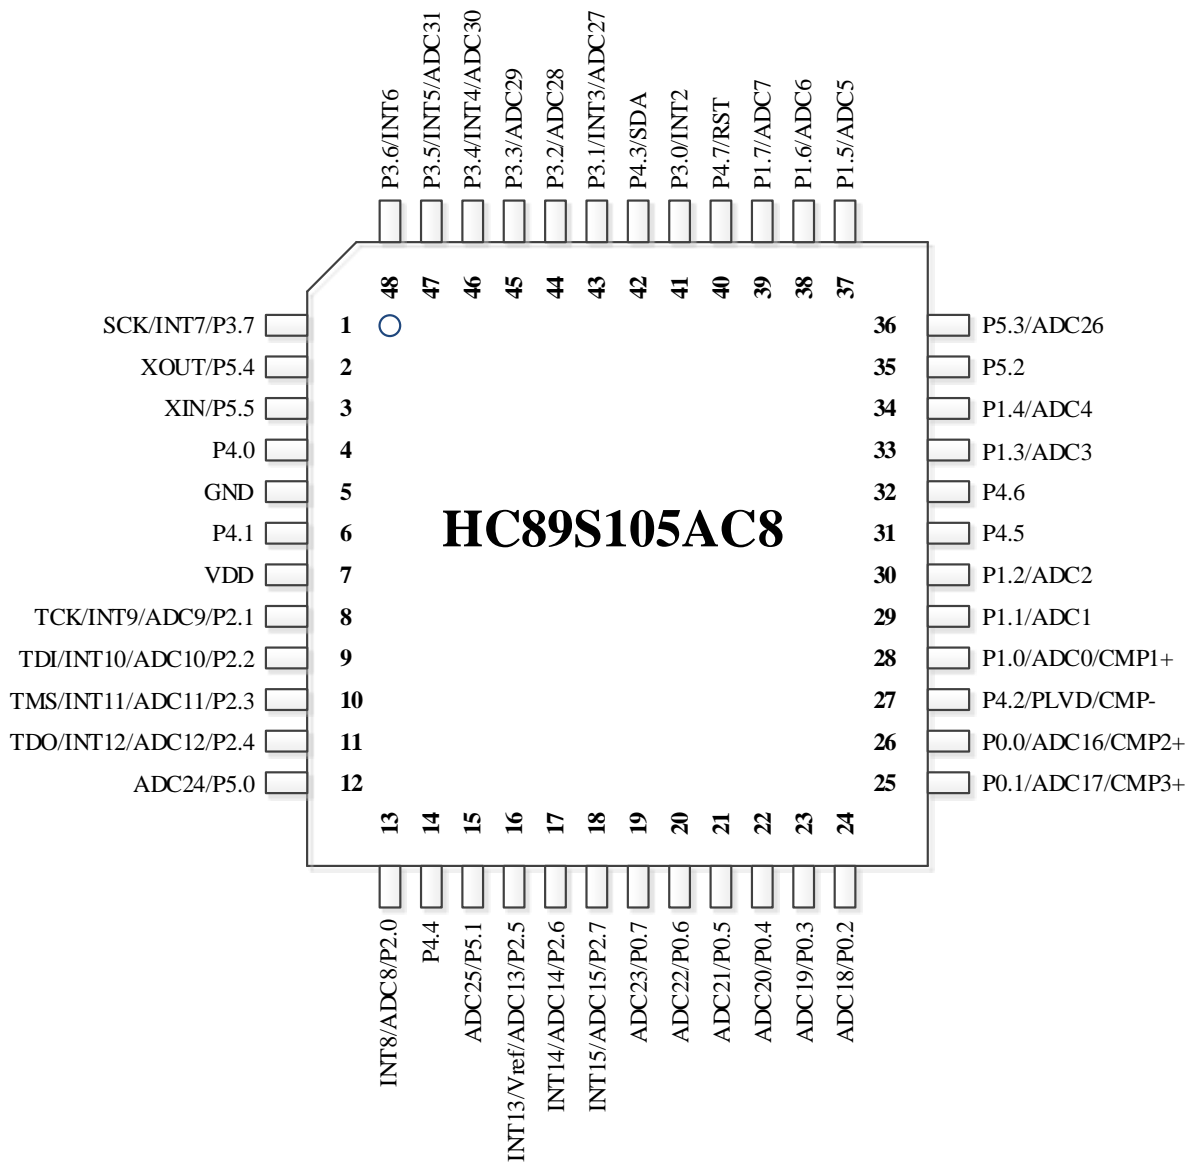 P3.6/INT6
P3.5/INT5/ADC31
P3.4/INT4/ADC30
P3.3/ADC29
P3.2/ADC28
P3.1/INT3/ADC27
P4.3/SDA
P3.0/INT2
P4.7/RST
P1.7/ADC7
P1.6/ADC6
P1.5/ADC5
48
47
46
45
44
43
42
41
40
39
38
37
SCK/INT7/P3.7 1
XOUT/P5.4 2
XIN/P5.5 3
P4.0 4
GND 5
P4.1 6
VDD 7
TCK/INT9/ADC9/P2.1 8
TDI/INT10/ADC10/P2.2 9
TMS/INT11/ADC11/P2.3 10
TDO/INT12/ADC12/P2.4 11
ADC24/P5.0 12
HC89S105AC8
36 P5.3/ADC26
35 P5.2
34 P1.4/ADC4
33 P1.3/ADC3
32 P4.6
31 P4.5
30 P1.2/ADC2
29 P1.1/ADC1
28 P1.0/ADC0/CMP1+
27 P4.2/PLVD/CMP-
26 P0.0/ADC16/CMP2+
25 P0.1/ADC17/CMP3+
13
14
15
16
17
18
19
20
21
22
23
24
INT8/ADC8/P2.0
P4.4
ADC25/P5.1
INT13/Vref/ADC13/P2.5
INT14/ADC14/P2.6
INT15/ADC15/P2.7
ADC23/P0.7
ADC22/P0.6
ADC21/P0.5
ADC20/P0.4
ADC19/P0.3
ADC18/P0.2